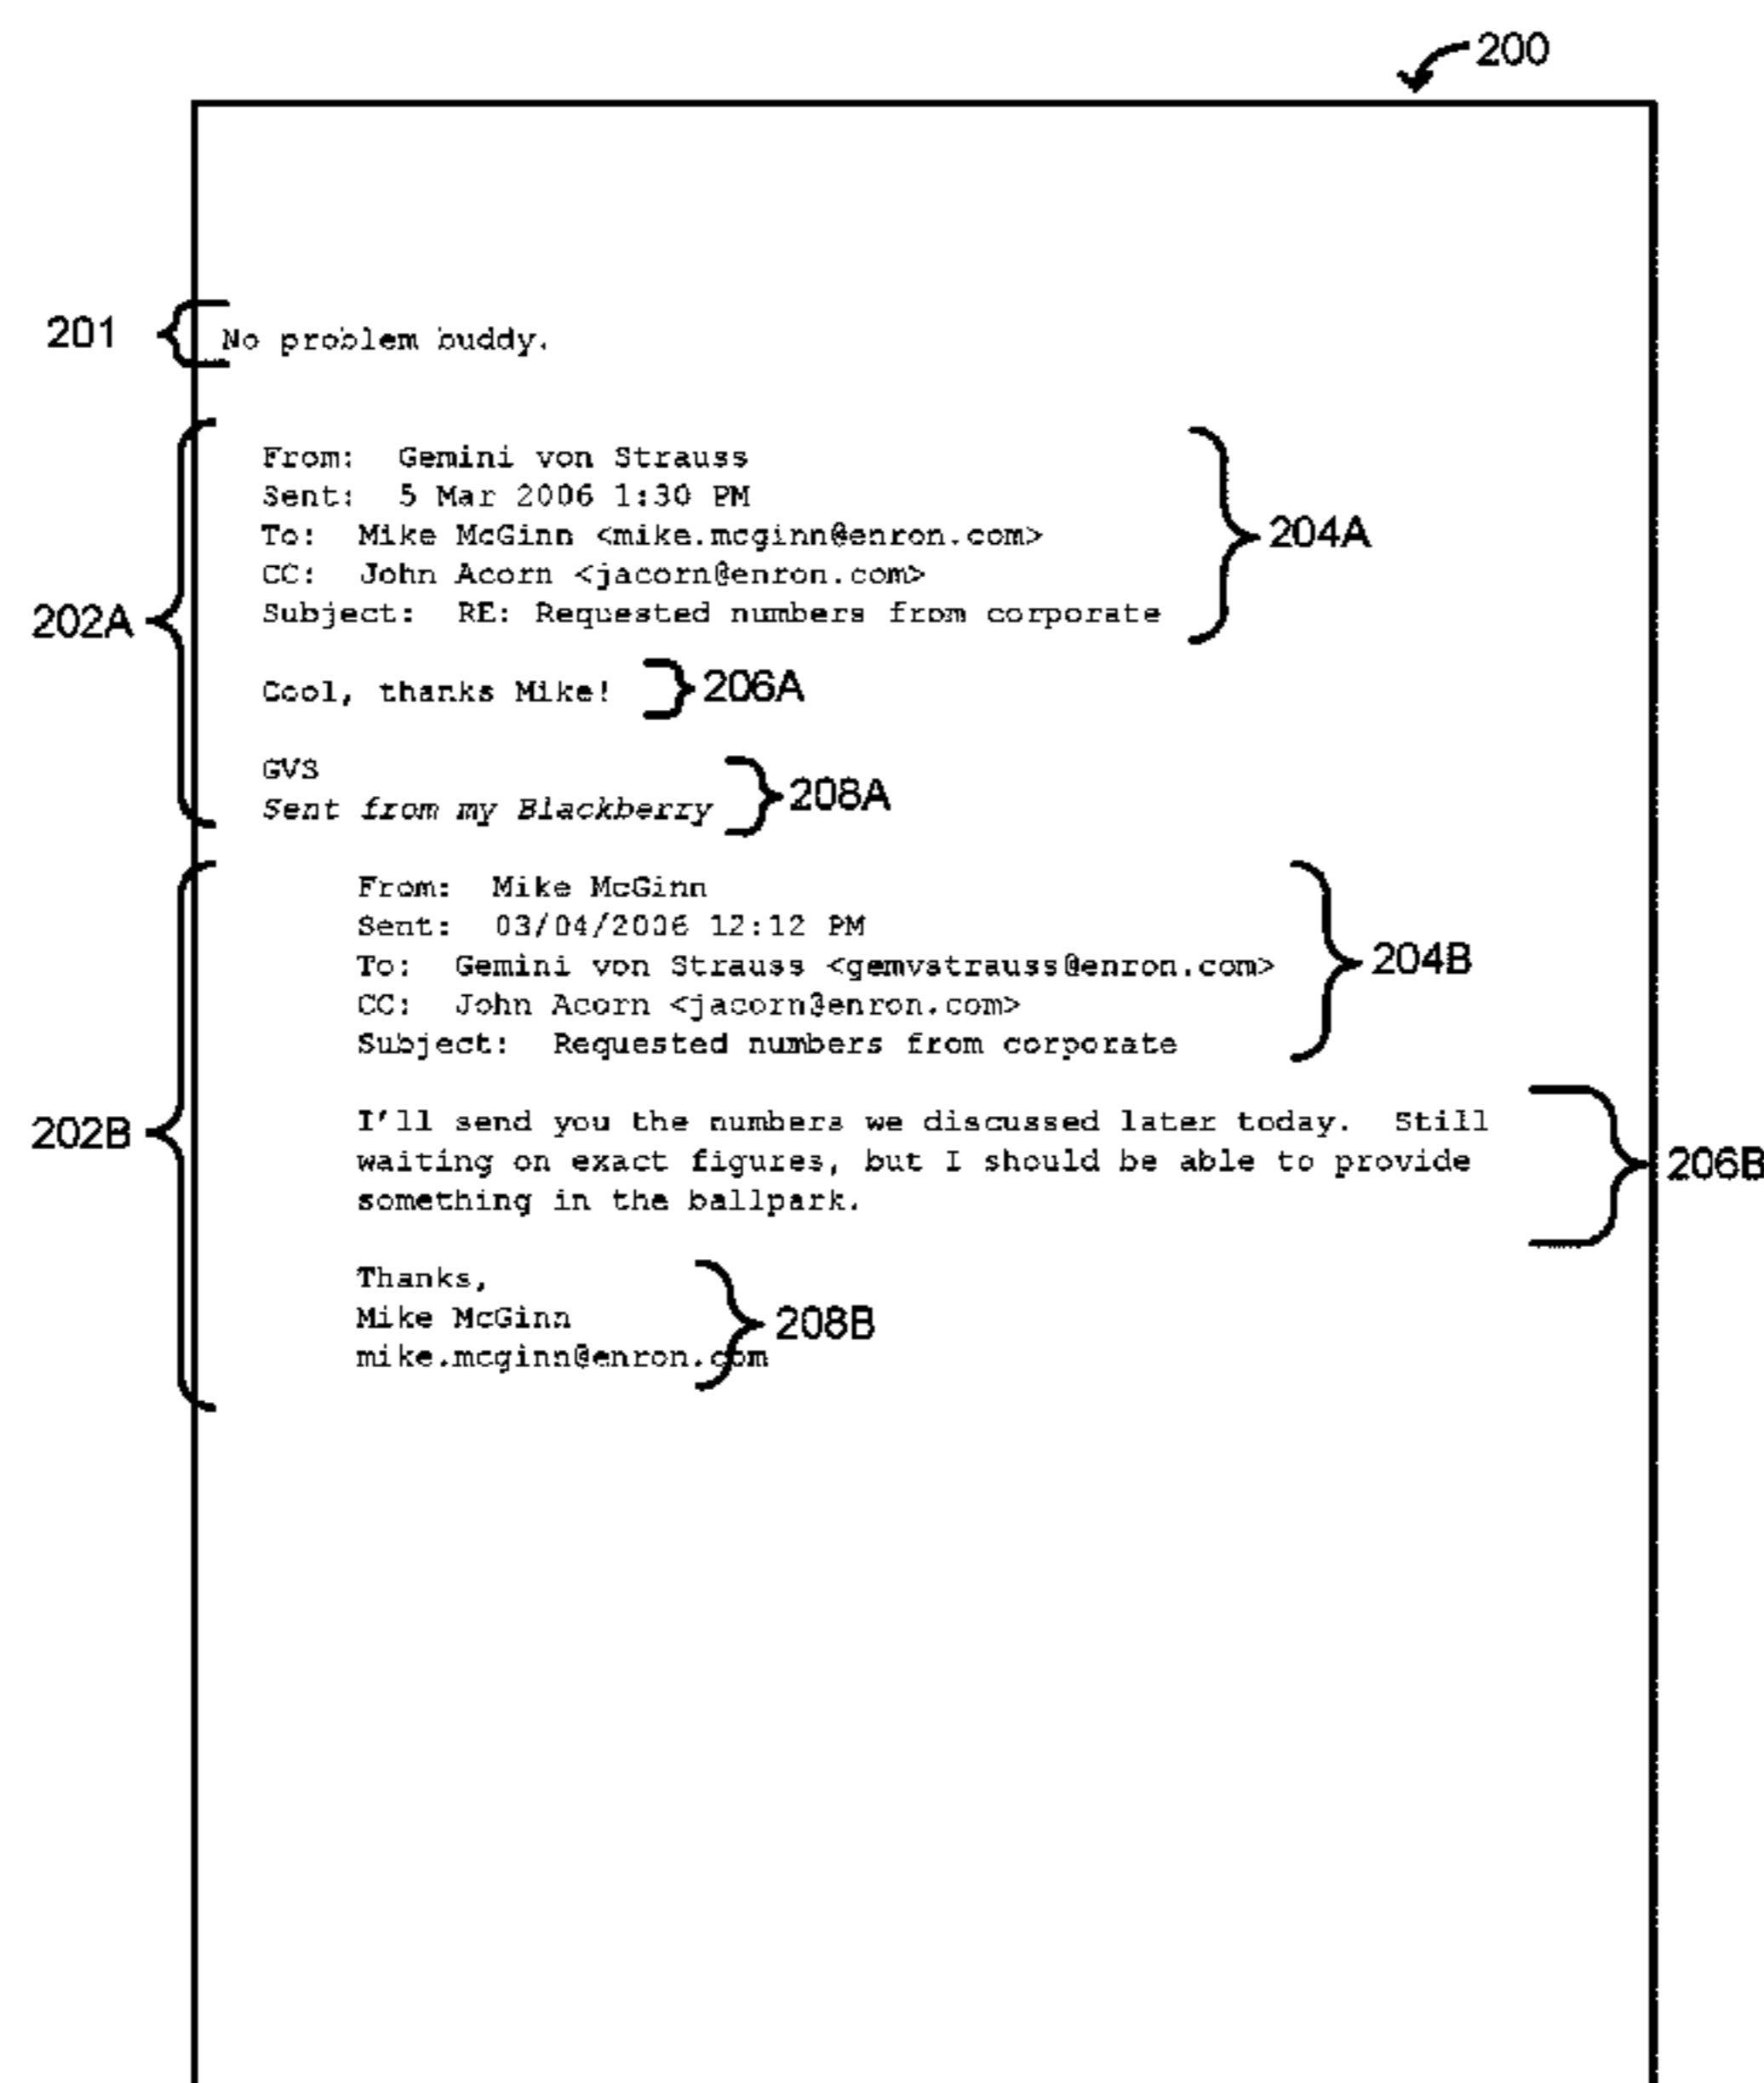 200
201 No problem buddy.
202A
From: Gemini von Strauss
Sent: 5 Mar 2006 1:30 PM
To: Mike McGinn <mike.mcginn@enron.com>
CC: John Acorn <jacorn@enron.com>
Subject: RE: Requested numbers from corporate
204A
Cool, thanks Mike! 206A
GVS
Sent from my Blackberry
208A
202B
From: Mike McGinn
Sent: 03/04/2006 12:12 PM
To: Gemini von Strauss <gemvstrauss@enron.com>
CC: John Acorn <jacorn@enron.com>
Subject: Requested numbers from corporate
204B
I'll send you the numbers we discussed later today. Still
waiting on exact figures, but I should be able to provide
something in the ballpark.
206B
Thanks,
Mike McGinn
mike.mcginn@enron.com
208B